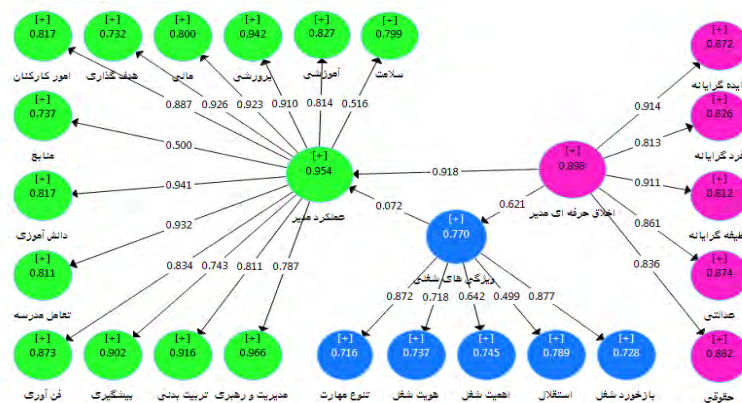 [+] [+] [+] [+] [+] [+]
0.817 0.732 0.800 0.942 0.827 0.799
امور کارکنان هدف گذاری مالی پرورشی آموزشی سلامت
[+]
0.872
ایده گرایانه
0.887 0.926 0.923 0.910 0.814 0.516
[+]
0.737
منابع
0.500
0.914
[+]
0.826
فرد گرایانه
0.813
[+]
0.954
عملکرد مدیر
0.918
[+]
0.898
اخلاق حرفه ای مدیر
[+]
0.817
دانش آموزی
0.941
0.072
0.621
0.911
[+]
0.812
وظیفه گرایانه
0.932
[+]
0.770
ویژگی های شغلی
0.861
[+]
0.811
تعامل مدرسه
0.834 0.743 0.811 0.787
0.836
[+]
0.874
عدالتی
0.872 0.718 0.642 0.499 0.877
[+] [+] [+] [+]
0.873 0.902 0.916 0.966
فن آوری پیشگیری تربیت بدنی مدیریت و رهبری
[+] [+] [+] [+] [+]
0.716 0.737 0.745 0.789 0.728
تنوع مهارت هویت شغل اهمیت شغل استقلال بازخورد شغل
[+]
0.882
حقوقی